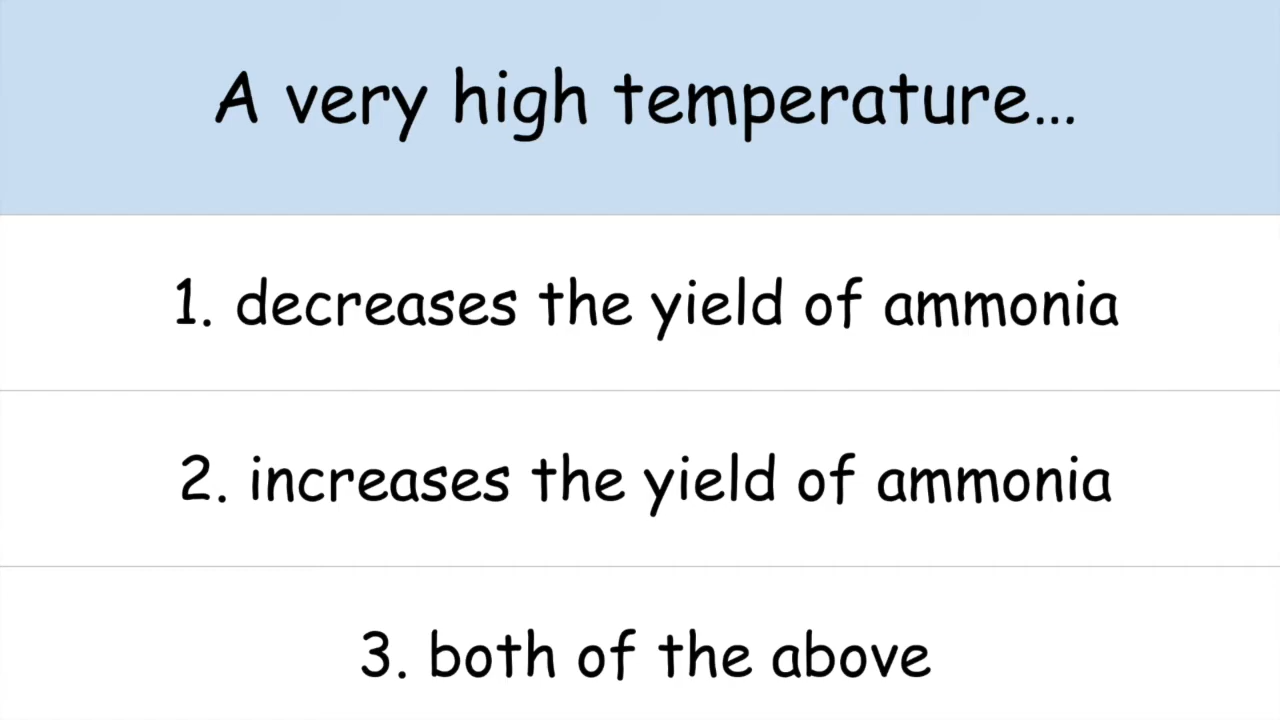 A very high temperature...
1. decreases the yield of ammonia
2. increases the yield of ammonia
3. both of the above